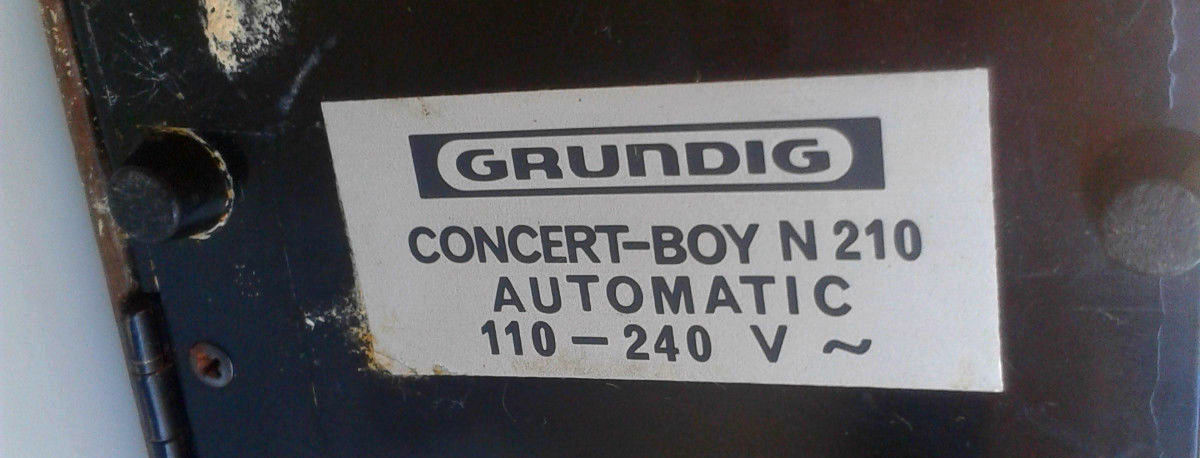 GRUNDIG
CONCERT-BOY N 210
AUTOMATIC
110 – 240 V ~